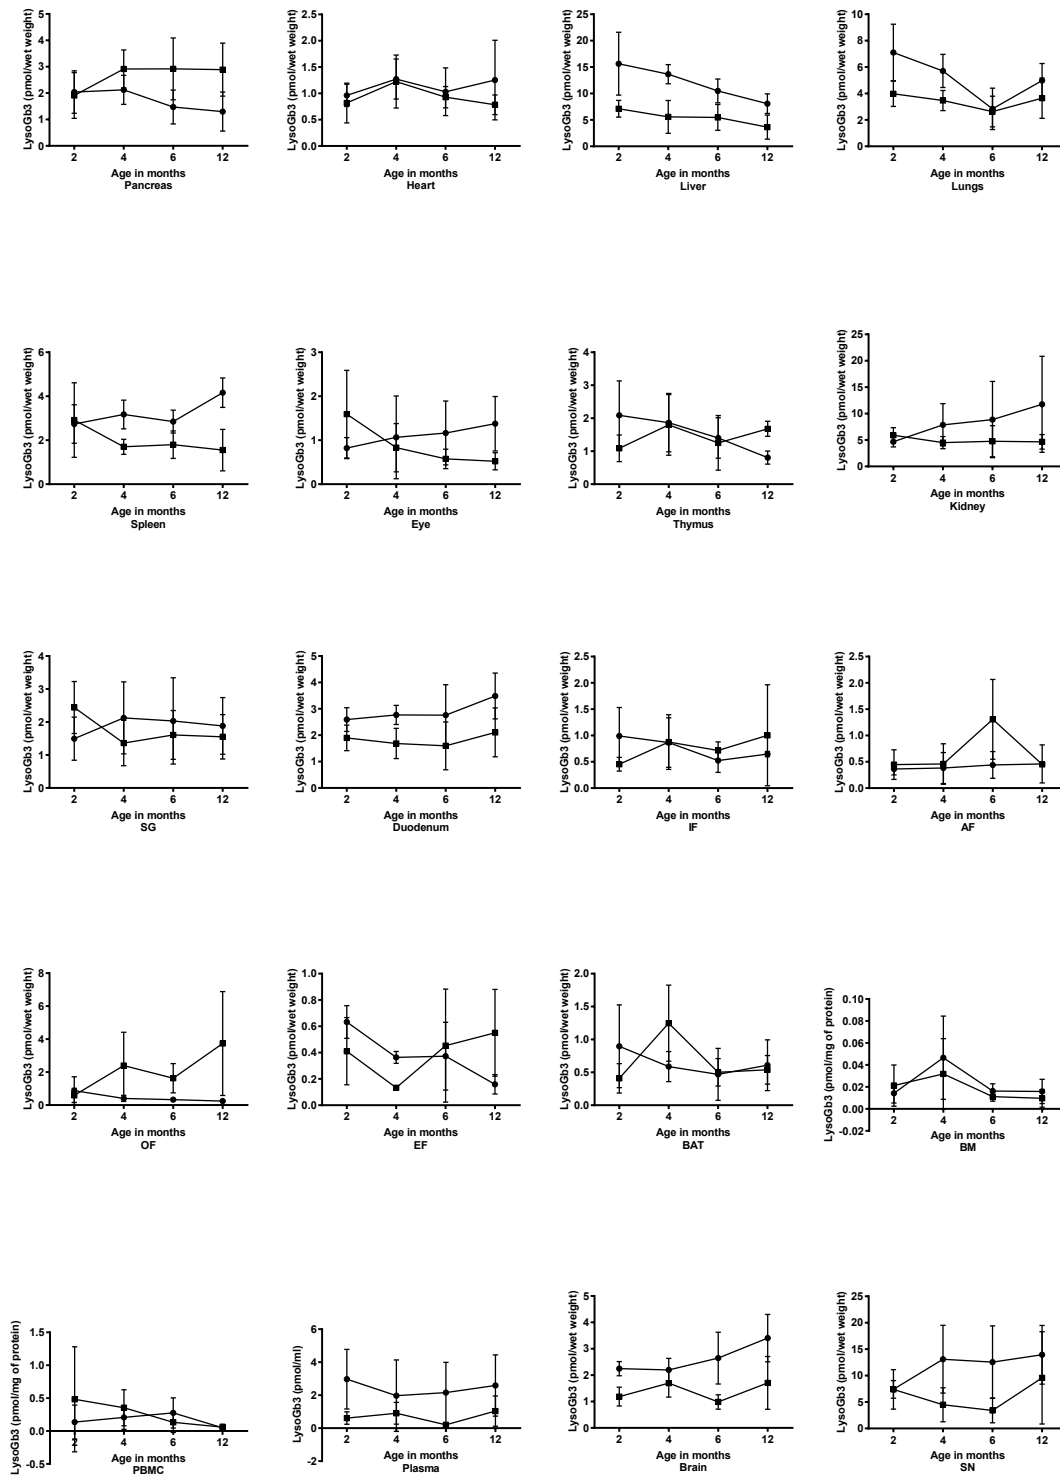 LysoGb3 (pmol/wet weight)
5
4
3
2
1
0
2 4 6 12
Age in months
Pancreas
LysoGb3 (pmol/wet weight)
2.5
2.0
1.5
1.0
0.5
0.0
2 4 6 12
Age in months
Heart
LysoGb3 (pmol/wet weight)
25
20
15
10
5
0
2 4 6 12
Age in months
Liver
LysoGb3 (pmol/wet weight)
10
8
6
4
2
0
2 4 6 12
Age in months
Lungs
LysoGb3 (pmol/wet weight)
6
4
2
0
2 4 6 12
Age in months
Spleen
LysoGb3 (pmol/wet weight)
3
2
1
0
2 4 6 12
Age in months
Eye
LysoGb3 (pmol/wet weight)
4
3
2
1
0
2 4 6 12
Age in months
Thymus
LysoGb3 (pmol/wet weight)
25
20
15
10
5
0
2 4 6 12
Age in months
Kidney
LysoGb3 (pmol/wet weight)
4
3
2
1
0
2 4 6 12
Age in months
SG
LysoGb3 (pmol/wet weight)
5
4
3
2
1
0
2 4 6 12
Age in months
Duodenum
LysoGb3 (pmol/wet weight)
2.5
2.0
1.5
1.0
0.5
0.0
2 4 6 12
Age in months
IF
LysoGb3 (pmol/wet weight)
2.5
2.0
1.5
1.0
0.5
0.0
2 4 6 12
Age in months
AF
LysoGb3 (pmol/wet weight)
8
6
4
2
0
2 4 6 12
Age in months
OF
LysoGb3 (pmol/wet weight)
1.0
0.8
0.6
0.4
0.2
0.0
2 4 6 12
Age in months
EF
LysoGb3 (pmol/wet weight)
2.0
1.5
1.0
0.5
0.0
2 4 6 12
Age in months
BAT
LysoGb3 (pmol/mg of protein)
0.10
0.08
0.06
0.04
0.02
0.00
-0.02
2 4 6 12
Age in months
BM
LysoGb3 (pmol/mg of protein)
1.5
1.0
0.5
0.0
-0.5
2 4 6 12
Age in months
PBMC
LysoGb3 (pmol/ml)
6
4
2
0
-2
2 4 6 12
Age in months
Plasma
LysoGb3 (pmol/wet weight)
5
4
3
2
1
0
2 4 6 12
Age in months
Brain
LysoGb3 (pmol/wet weight)
25
20
15
10
5
0
2 4 6 12
Age in months
SN